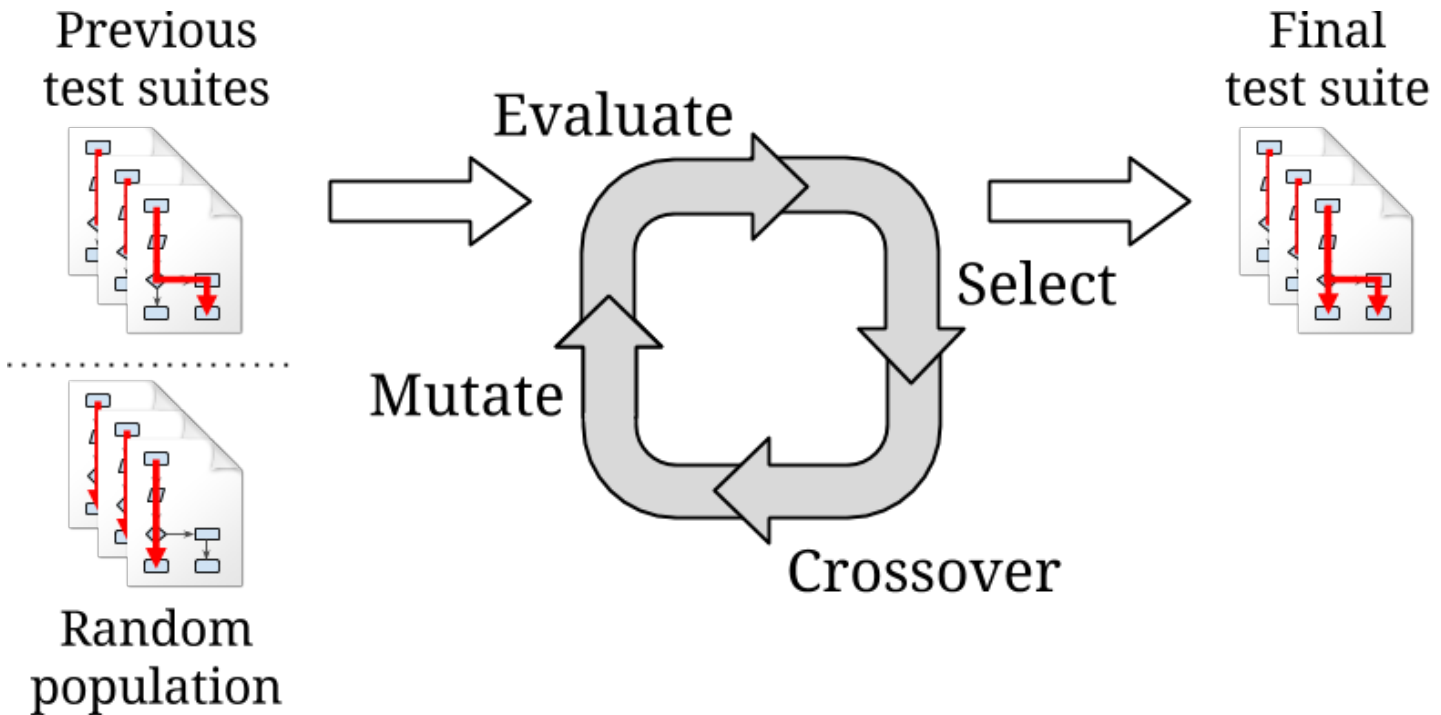 Previous
test suites
Random
population
Evaluate
Select
Crossover
Mutate
Final
test suite